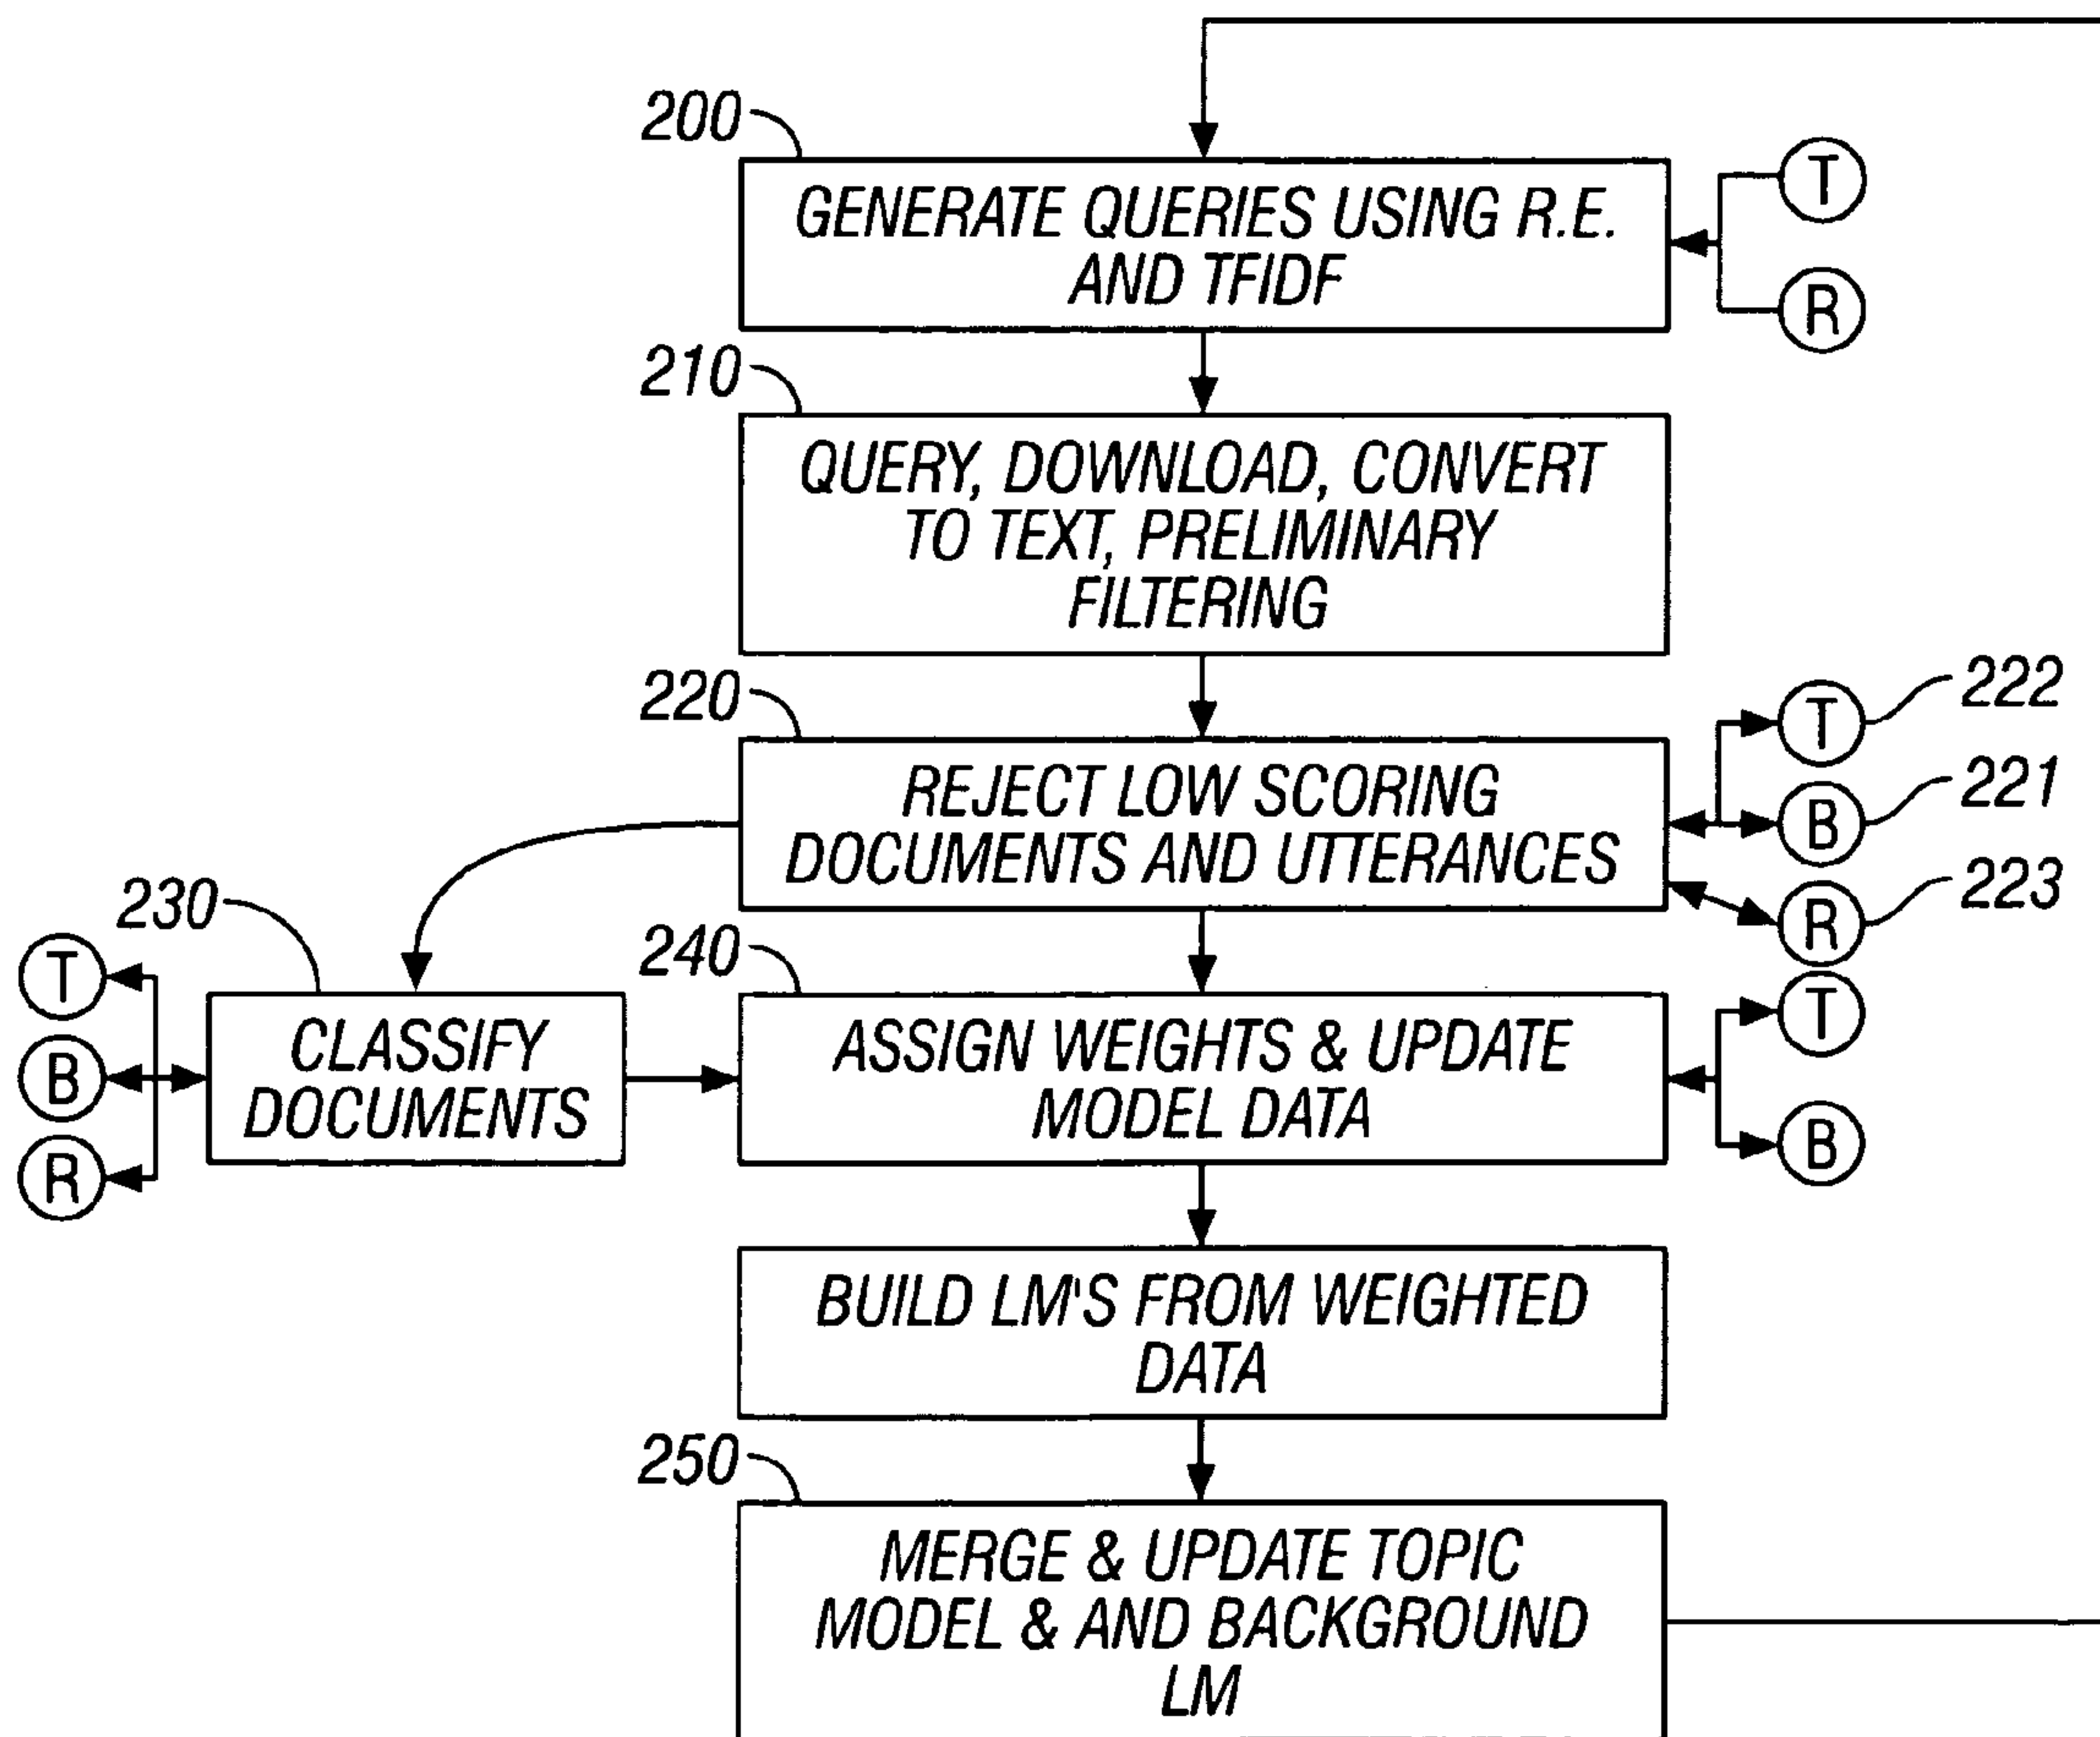 200
GENERATE QUERIES USING R.E.
AND TFIDF
T
R
210
QUERY, DOWNLOAD, CONVERT
TO TEXT, PRELIMINARY
FILTERING
220
REJECT LOW SCORING
DOCUMENTS AND UTTERANCES
T
222
B
221
R
223
230
T
B
R
CLASSIFY
DOCUMENTS
240
ASSIGN WEIGHTS & UPDATE
MODEL DATA
T
B
BUILD LM'S FROM WEIGHTED
DATA
250
MERGE & UPDATE TOPIC
MODEL & AND BACKGROUND
LM